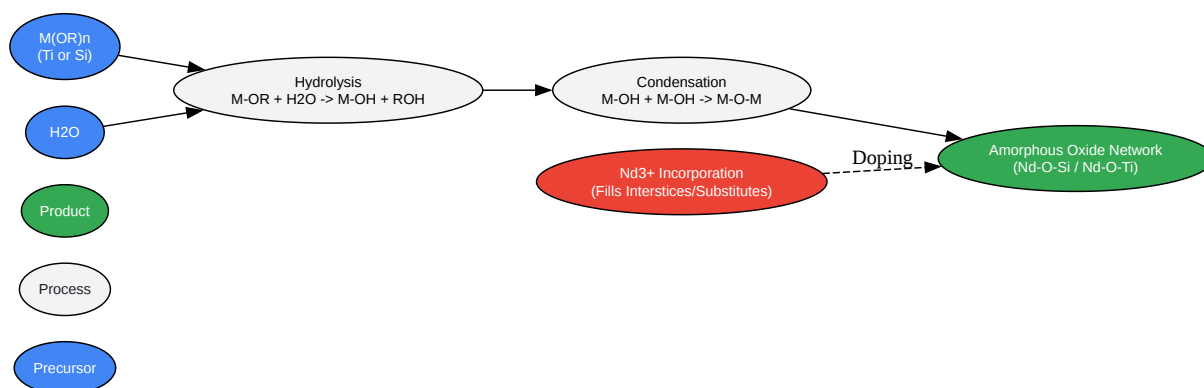 M(OR)n
(Ti or Si)
H2O
Product
Process
Precursor
Hydrolysis
M-OR + H2O -> M-OH + ROH
Condensation
M-OH + M-OH -> M-O-M
Nd3+ Incorporation
(Fills Interstices/Substitutes)
Doping
Amorphous Oxide Network
(Nd-O-Si / Nd-O-Ti)